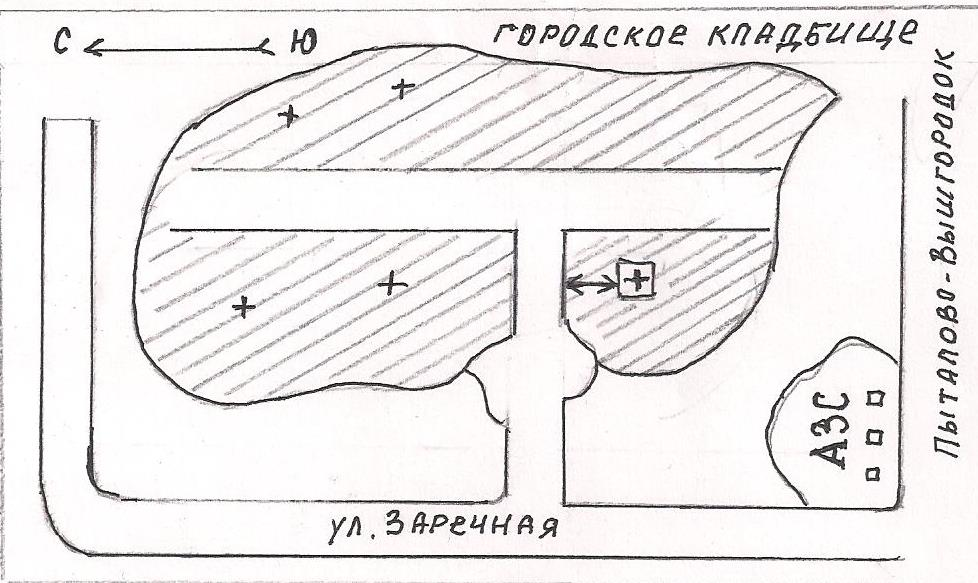 С Ю
ГОРОДСКОЕ КЛАДБИЩЕ
ПЫТАЛОВО-ВЫШГОРОДОК
АЗС
УЛ. ЗАРЕЧНАЯ